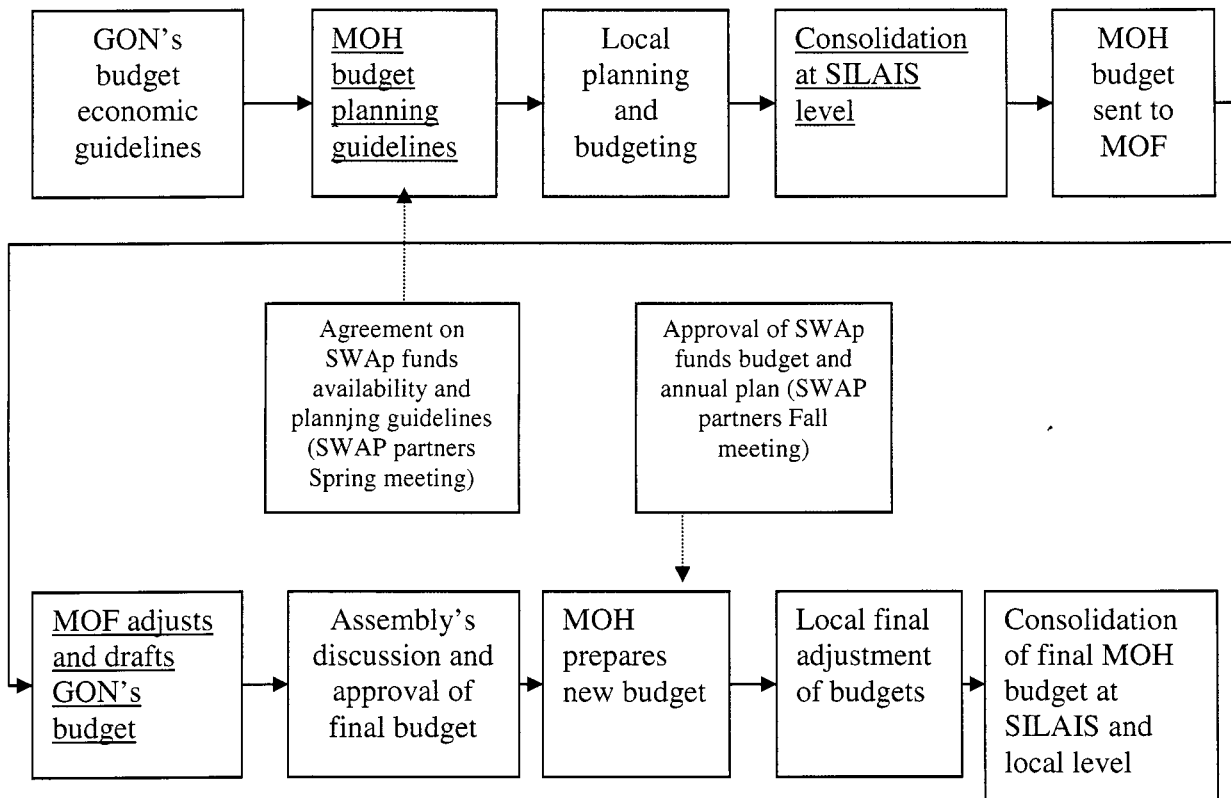 GON's
budget
economic
guidelines
MOH
budget
planning
guidelines
Local
planning
and
budgeting
Consolidation
at SILAIS
level
MOH
budget
sent to
MOF
Agreement on
SWAp funds
availability and
planning guidelines
(SWAP partners
Spring meeting)
Approval of SWAp
funds budget and
annual plan (SWAP
partners Fall
meeting)
MOF adjusts
and drafts
GON's
budget
Assembly's
discussion and
approval of
final budget
MOH
prepares
new budget
Local final
adjustment
of budgets
Consolidation
of final MOH
budget at
SILAIS and
local level